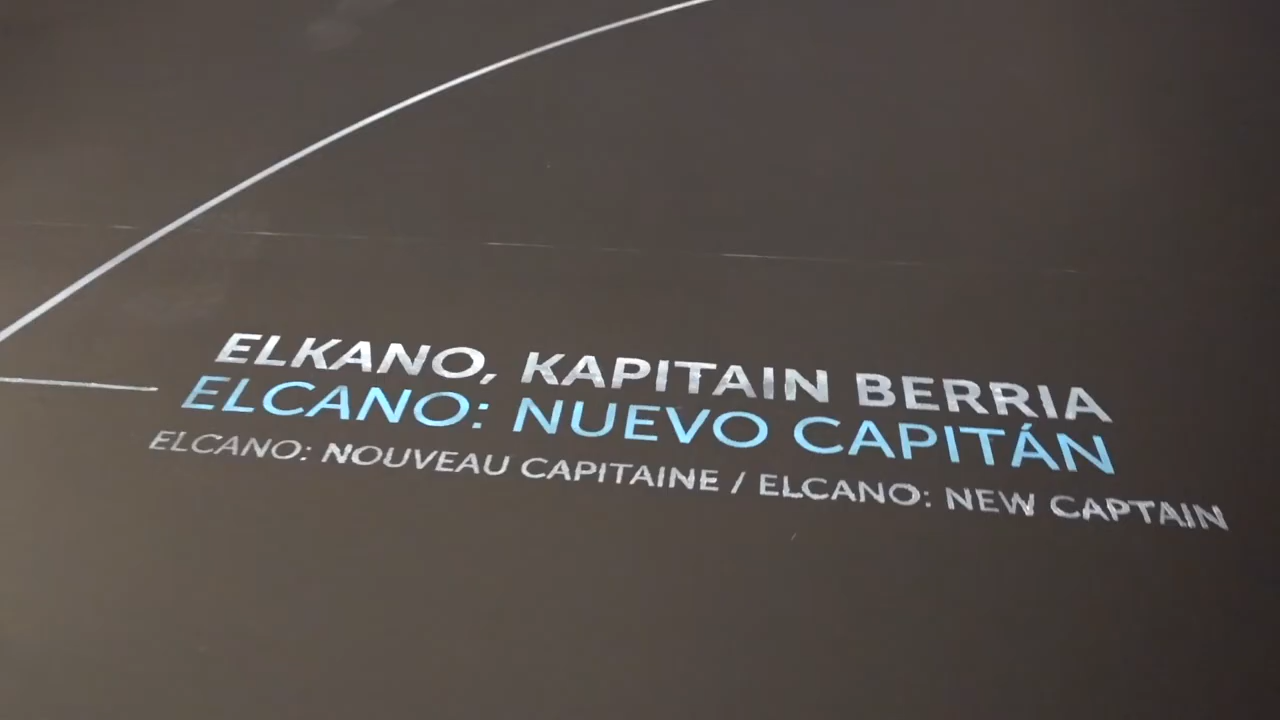 ELKANO, KAPITAIN BERRIA
ELCANO: NUEVO CAPITÁN
ELCANO: NOUVEAU CAPITAINE / ELCANO: NEW CAPTAIN